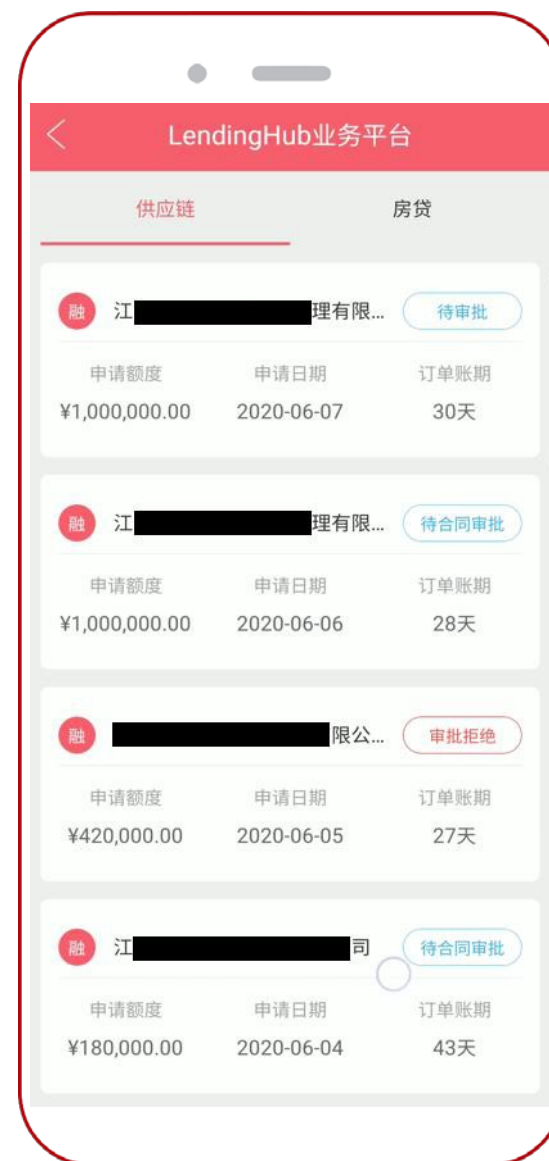 LendingHub业务平台
供应链 房贷
融 江 理有限... 待审批
申请额度 申请日期 订单账期
¥1,000,000.00 2020-06-07 30天
融 江 理有限... 待合同审批
申请额度 申请日期 订单账期
¥1,000,000.00 2020-06-06 28天
融 限公... 审批拒绝
申请额度 申请日期 订单账期
¥420,000.00 2020-06-05 27天
融 江 司 待合同审批
申请额度 申请日期 订单账期
¥180,000.00 2020-06-04 43天